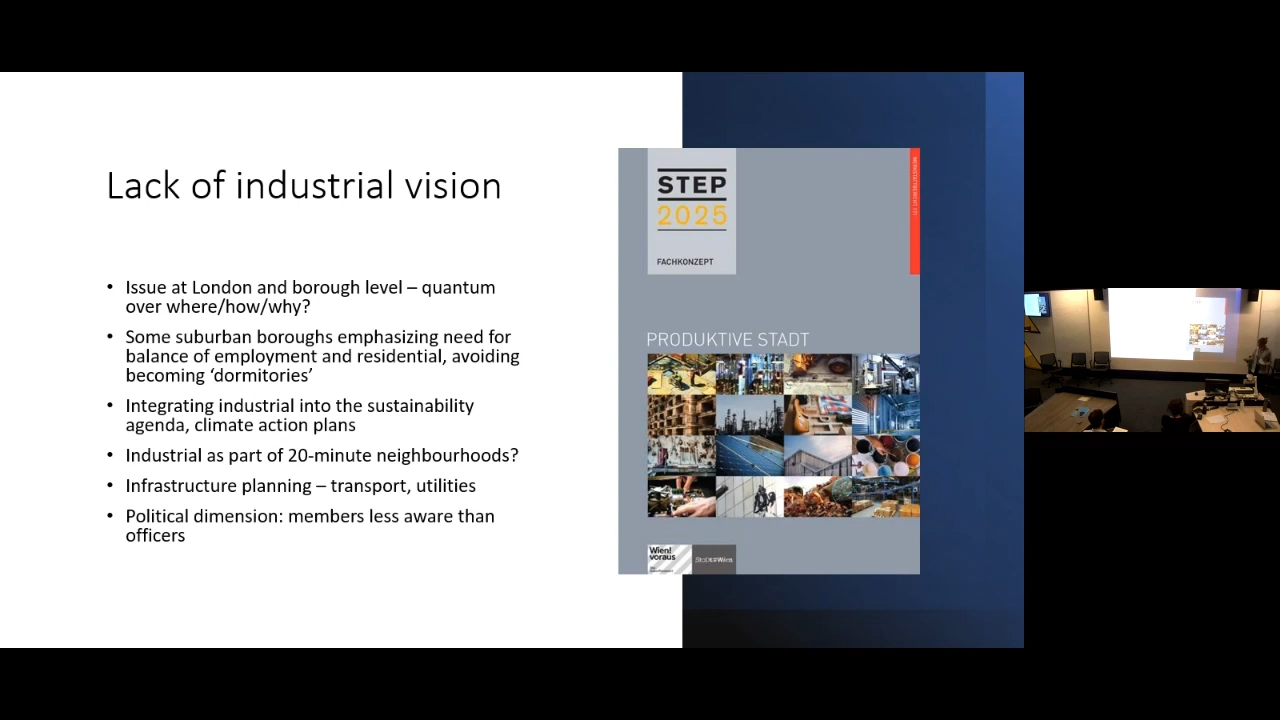 Lack of industrial vision
• Issue at London and borough level – quantum
over where/how/why?
• Some suburban boroughs emphasizing need for
balance of employment and residential, avoiding
becoming ‘dormitories’
• Integrating industrial into the sustainability
agenda, climate action plans
• Industrial as part of 20-minute neighbourhoods?
• Infrastructure planning – transport, utilities
• Political dimension: members less aware than
officers
STEP
2025
FACHKONZEPT
PRODUKTIVE STADT
Wien!
voraus
StaDt Wien